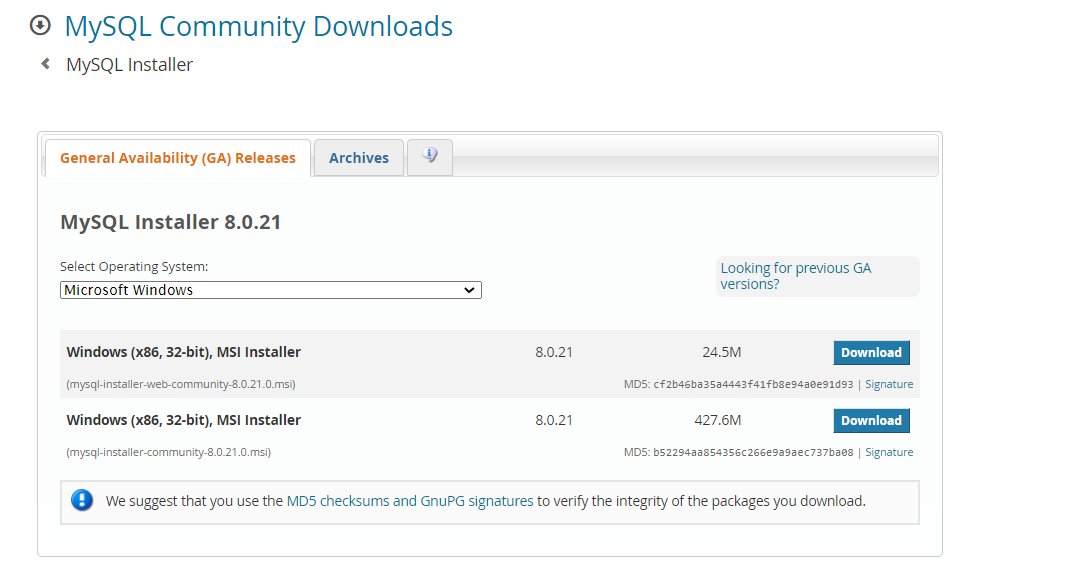 MySQL Community Downloads
MySQL Installer
General Availability (GA) Releases
Archives
MySQL Installer 8.0.21
Select Operating System:
Looking for previous GA
versions?
Microsoft Windows
Windows (x86, 32-bit), MSI Installer 8.0.21 24.5M Download
(mysql-installer-web-community-8.0.21.0.msi) MD5: cf2b46ba35a4443f41fb8e94a0e91d93 | Signature
Windows (x86, 32-bit), MSI Installer 8.0.21 427.6M Download
(mysql-installer-community-8.0.21.0.msi) MD5: b52294aa854356c266e9a9aec737ba08 | Signature
We suggest that you use the MD5 checksums and GnuPG signatures to verify the integrity of the packages you download.